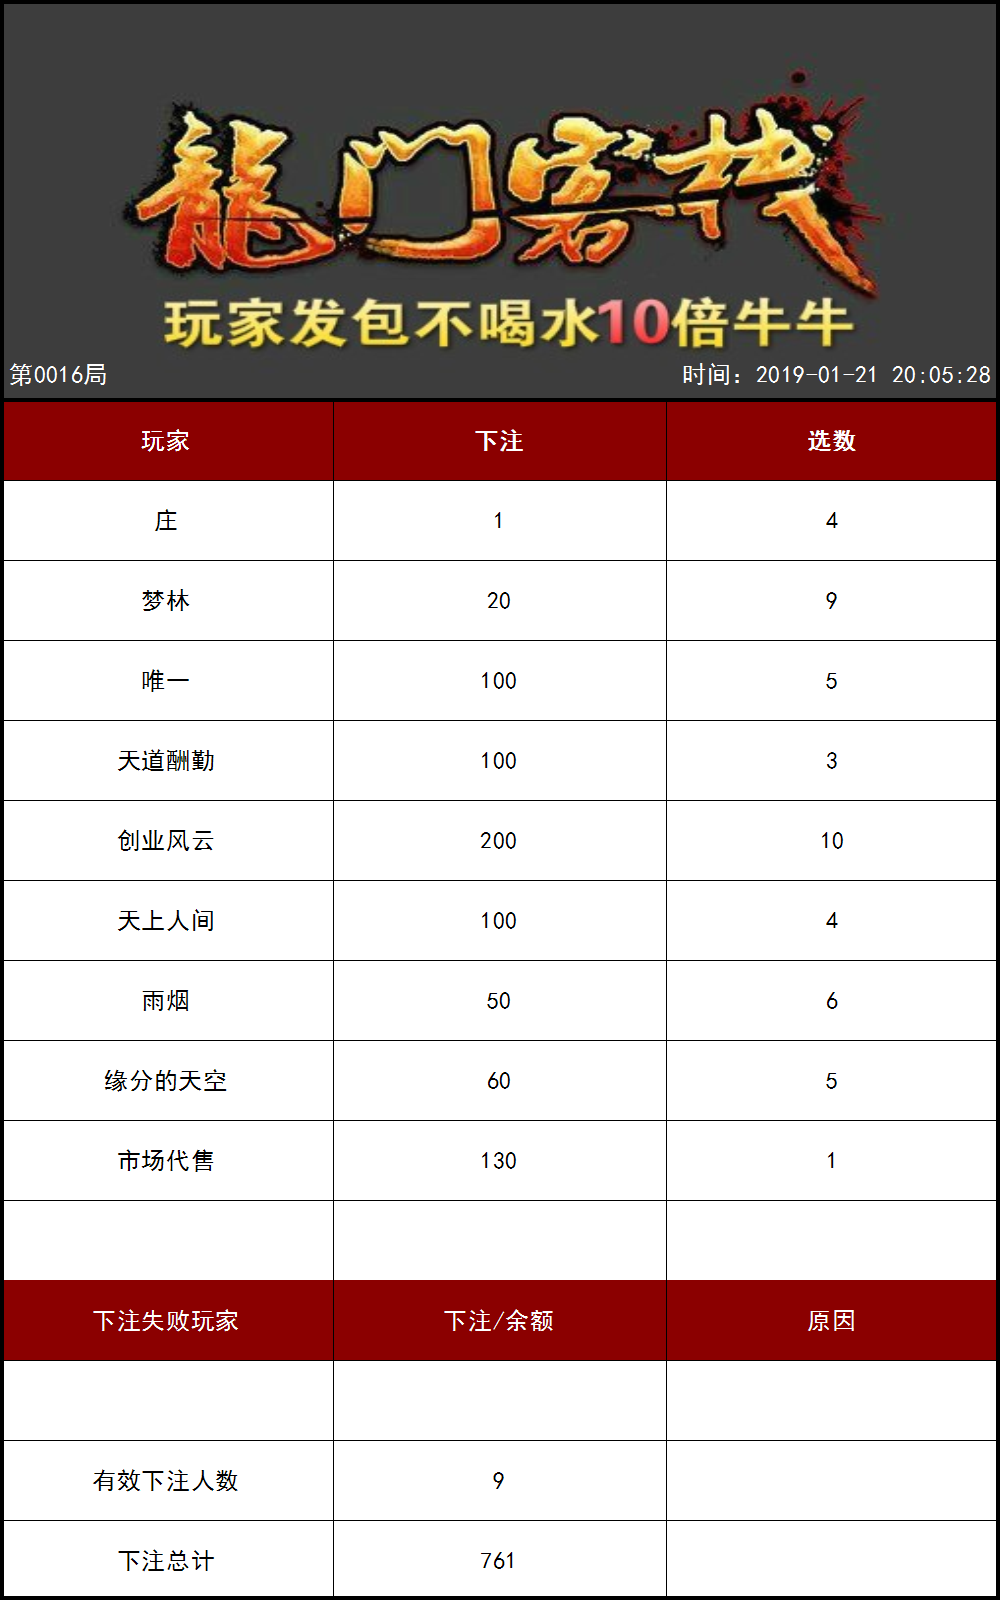 龍门客栈
玩家发包不喝水10倍牛牛
第0016局 时间：2019-01-21 20:05:28
玩家 下注 选数
庄 1 4
梦林 20 9
唯一 100 5
天道酬勤 100 3
创业风云 200 10
天上人间 100 4
雨烟 50 6
缘分的天空 60 5
市场代售 130 1
下注失败玩家 下注/余额 原因
有效下注人数 9
下注总计 761